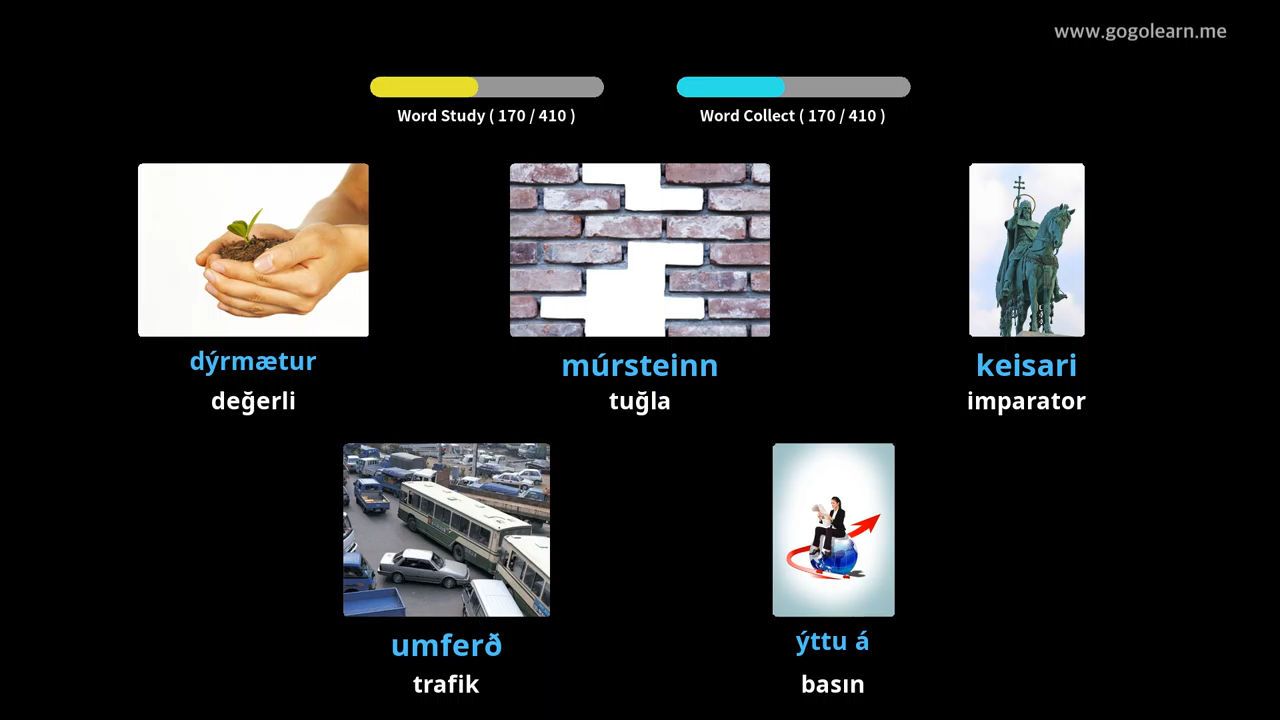 www.gogolearn.me
Word Study ( 170 / 410 )
Word Collect ( 170 / 410 )
dýrmætur
değerli
múrsteinn
tuğla
keisari
imparator
umferð
trafik
ýttu á
basın